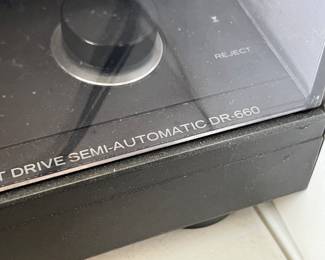 REJECT
T DRIVE SEMI-AUTOMATIC DR-660